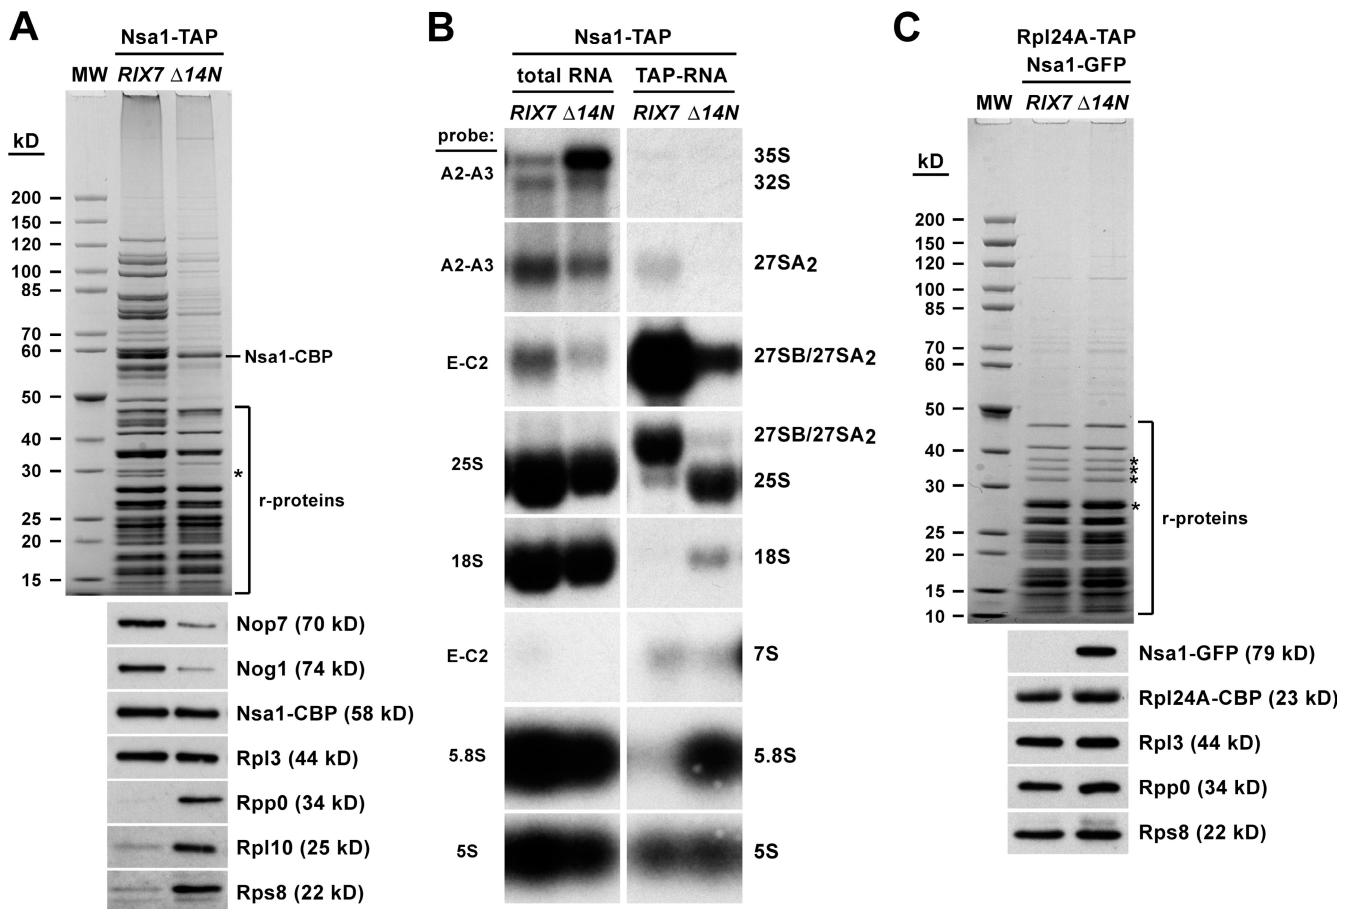 A
Nsa1-TAP
MW RIX7 Δ14N
kD
200
150
120
100
85
70
60
50
40
30
25
20
15
Nsa1-CBP
*
r-proteins
Nop7 (70 kD)
Nog1 (74 kD)
Nsa1-CBP (58 kD)
Rpl3 (44 kD)
Rpp0 (34 kD)
Rpl10 (25 kD)
Rps8 (22 kD)
B
Nsa1-TAP
total RNA TAP-RNA
RIX7 Δ14N RIX7 Δ14N
probe:
A2-A3 35S
32S
A2-A3 27SA2
E-C2 27SB/27SA2
27SB/27SA2
25S 25S
18S 18S
E-C2 7S
5.8S 5.8S
5S 5S
C
Rpl24A-TAP
Nsa1-GFP
MW RIX7 Δ14N
kD
200
150
120
100
85
70
60
50
40
30
25
20
15
10
*
*
*
*
r-proteins
Nsa1-GFP (79 kD)
Rpl24A-CBP (23 kD)
Rpl3 (44 kD)
Rpp0 (34 kD)
Rps8 (22 kD)